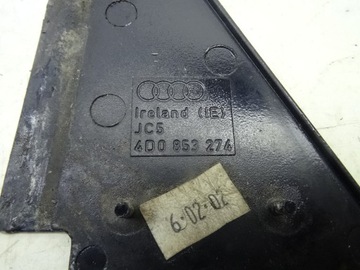 Ireland (IE)
JC5
4D0 853 274
6-02-02